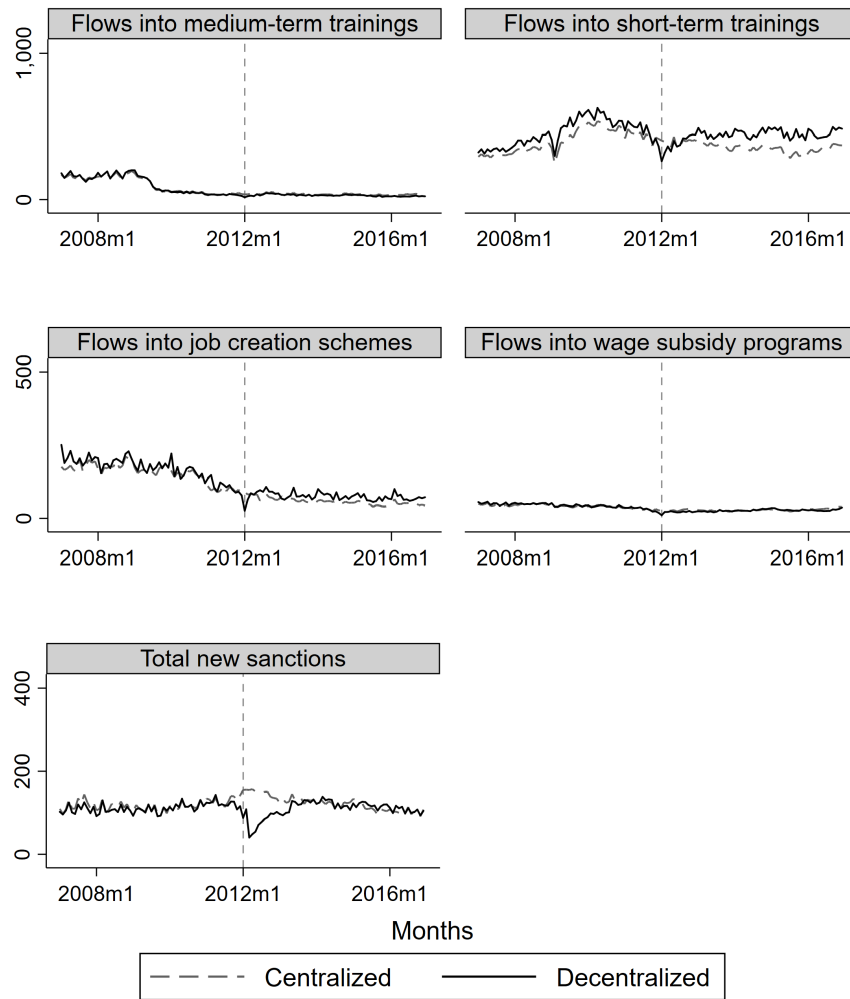 Flows into medium-term trainings
Flows into short-term trainings
1,000
0
2008m1 2012m1 2016m1
2008m1 2012m1 2016m1
Flows into job creation schemes
Flows into wage subsidy programs
500
0
2008m1 2012m1 2016m1
2008m1 2012m1 2016m1
Total new sanctions
400
200
0
2008m1 2012m1 2016m1
Months
Centralized Decentralized